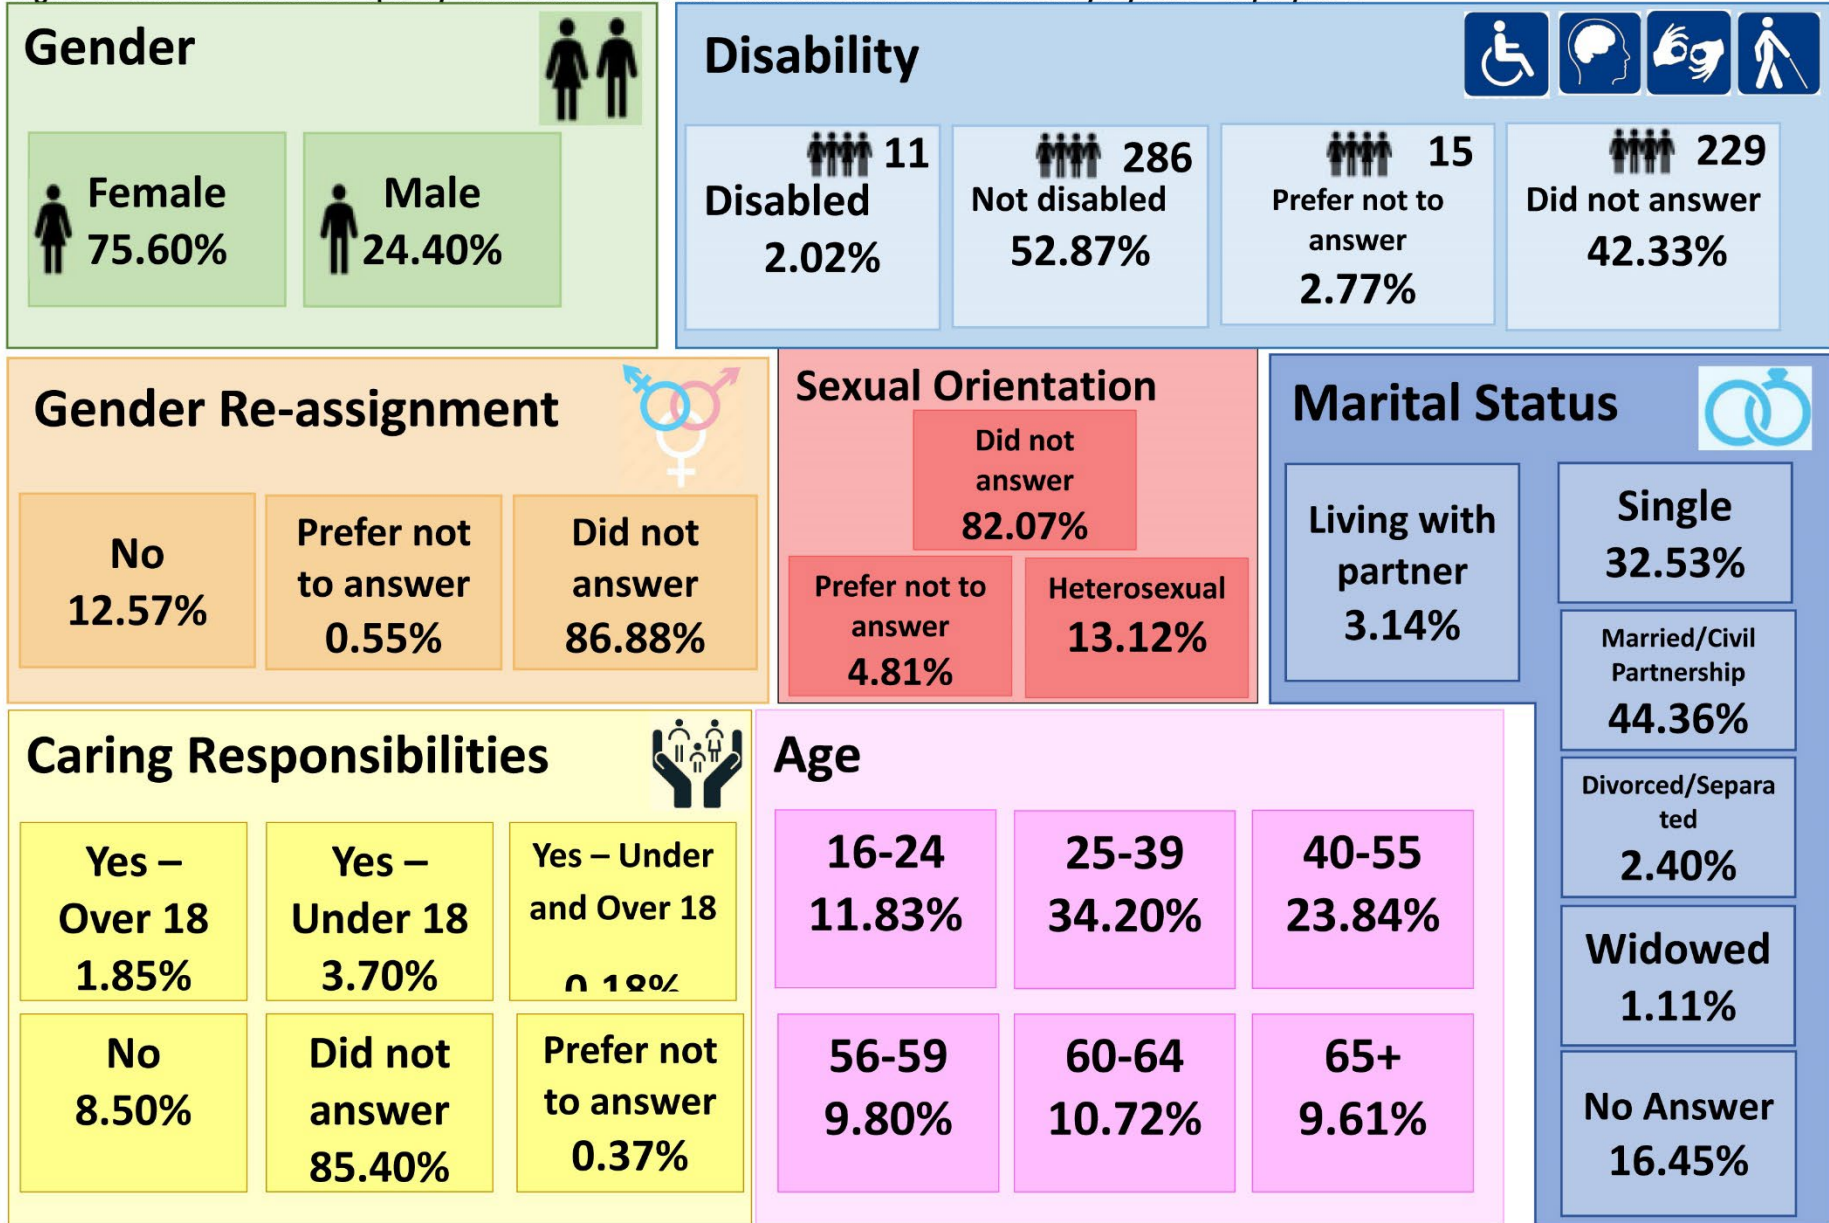 Gender
Female
75.60%
Male
24.40%
Disability
11
Disabled
2.02%
286
Not disabled
52.87%
15
Prefer not to
answer
2.77%
229
Did not answer
42.33%
Gender Re-assignment
No
12.57%
Prefer not
to answer
0.55%
Did not
answer
86.88%
Sexual Orientation
Did not
answer
82.07%
Prefer not to
answer
4.81%
Heterosexual
13.12%
Marital Status
Living with
partner
3.14%
Single
32.53%
Married/Civil
Partnership
44.36%
Divorced/Separa
ted
2.40%
Widowed
1.11%
No Answer
16.45%
Caring Responsibilities
Yes –
Over 18
1.85%
Yes –
Under 18
3.70%
Yes – Under
and Over 18
0.18%
No
8.50%
Did not
answer
85.40%
Prefer not
to answer
0.37%
Age
16-24
11.83%
25-39
34.20%
40-55
23.84%
56-59
9.80%
60-64
10.72%
65+
9.61%